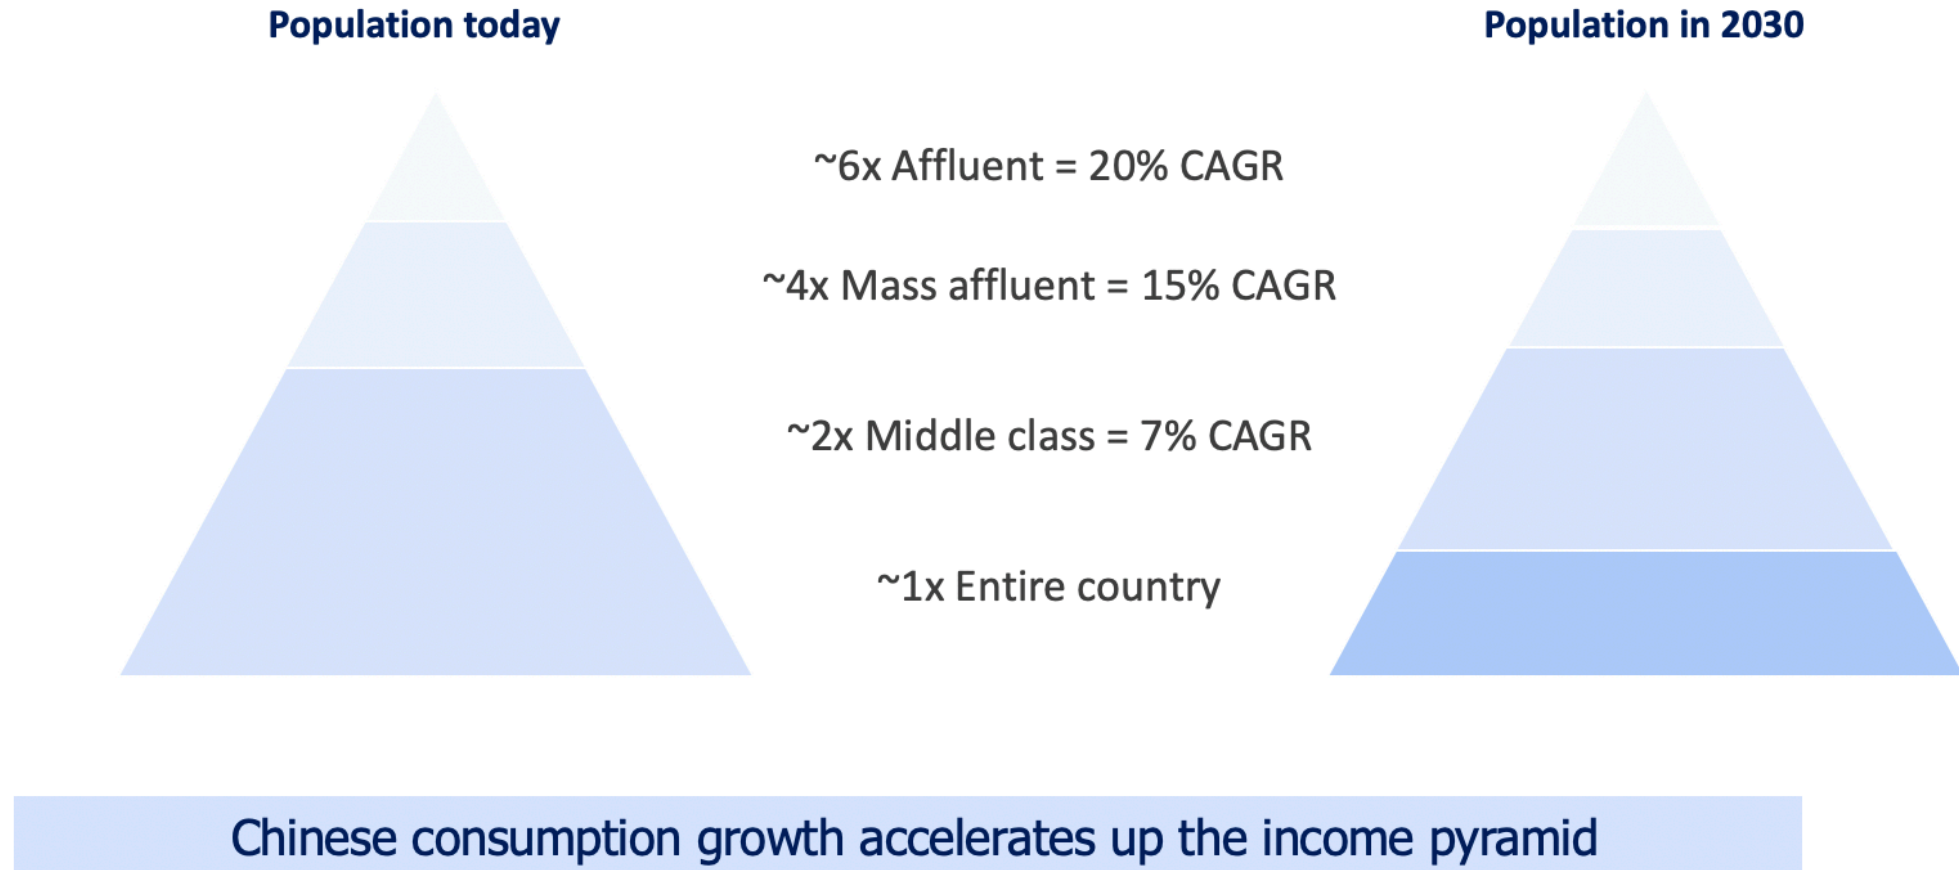 Population today
Population in 2030
~6x Affluent = 20% CAGR
~4x Mass affluent = 15% CAGR
~2x Middle class = 7% CAGR
~1x Entire country
Chinese consumption growth accelerates up the income pyramid